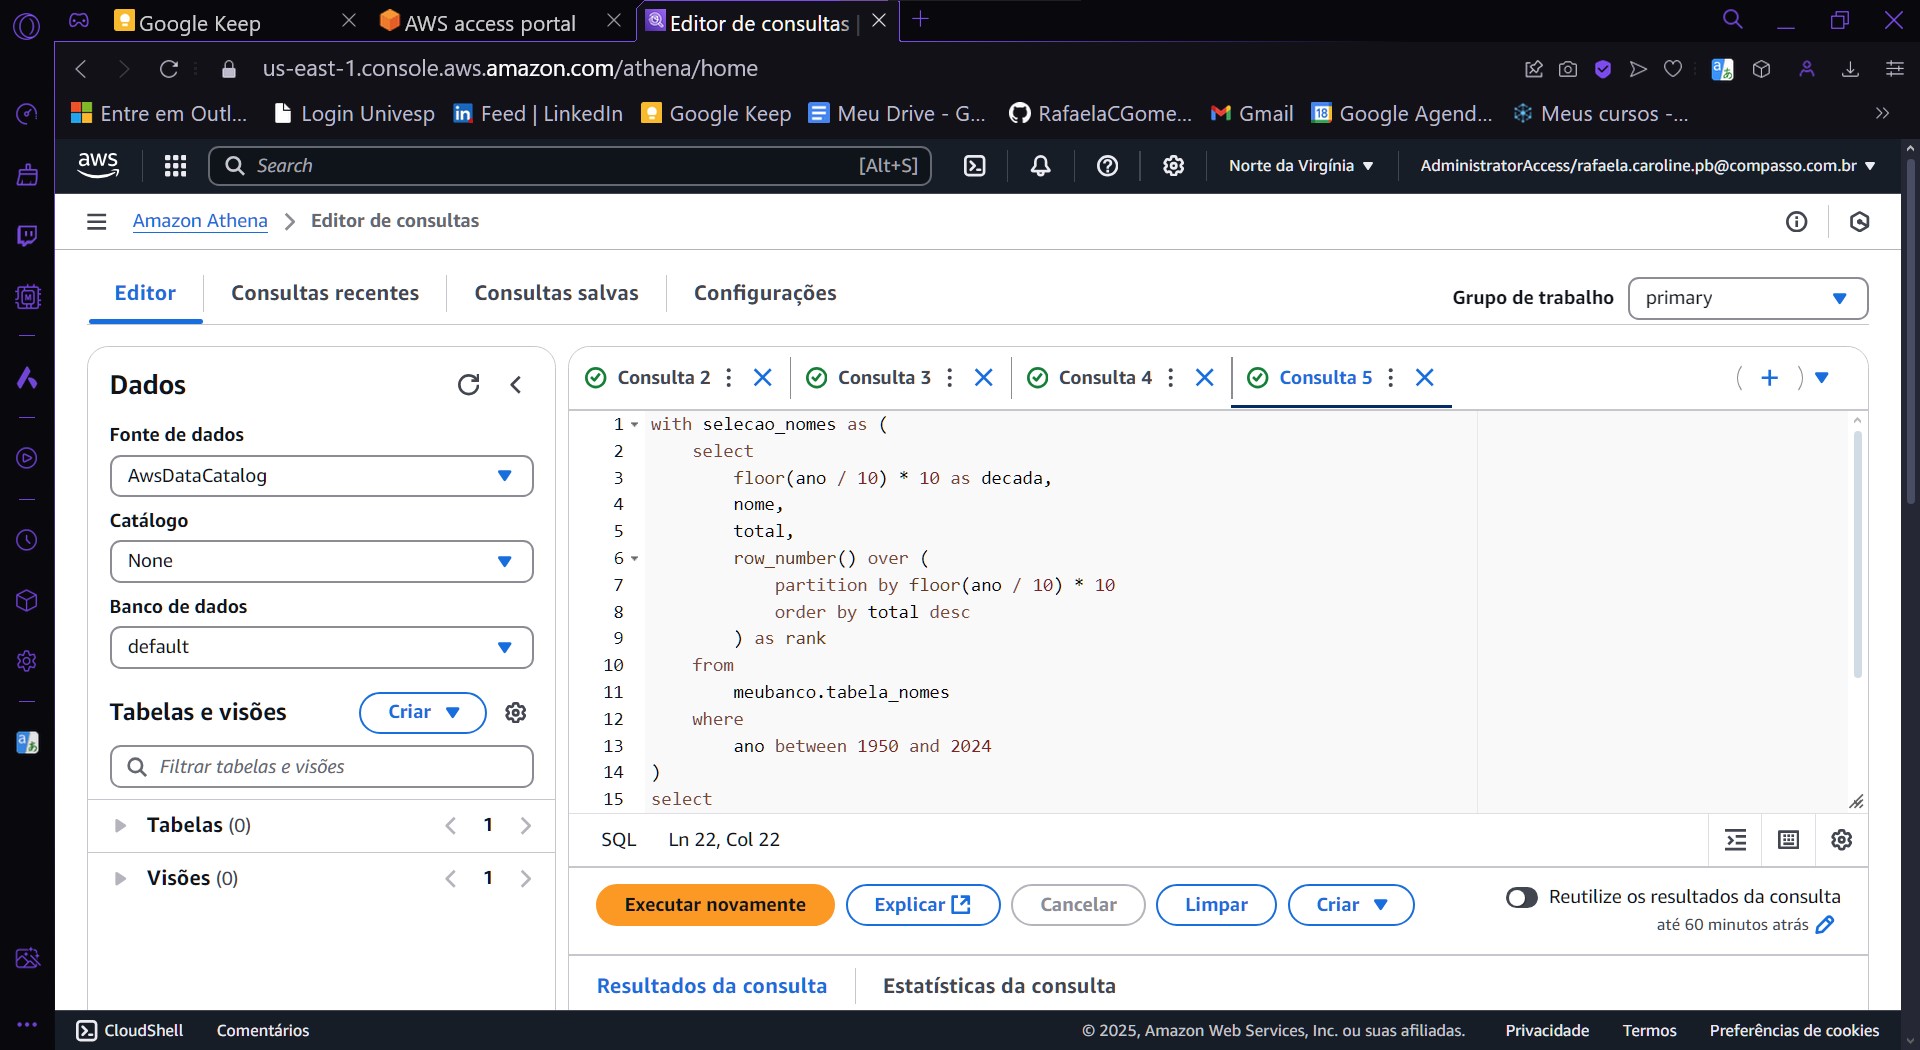 Google Keep
AWS access portal
Editor de consultas |
us-east-1.console.aws.amazon.com/athena/home
Entre em Outl...
Login Univesp
Feed | LinkedIn
Google Keep
Meu Drive - G...
RafaelaCGome...
Gmail
Google Agend...
Meus cursos -...
aws
Search
[Alt+S]
Norte da Virgínia
AdministratorAccess/rafaela.caroline.pb@compasso.com.br
Amazon Athena
Editor de consultas
Editor
Consultas recentes
Consultas salvas
Configurações
Grupo de trabalho
primary
Dados
Fonte de dados
AwsDataCatalog
Catálogo
None
Banco de dados
default
Tabelas e visões
Criar
Filtrar tabelas e visões
Tabelas (0)
1
Visões (0)
1
Consulta 2
Consulta 3
Consulta 4
Consulta 5
1 with selecao_nomes as (
2 select
3 floor(ano / 10) * 10 as decada,
4 nome,
5 total,
6 row_number() over (
7 partition by floor(ano / 10) * 10
8 order by total desc
9 ) as rank
10 from
11 meubanco.tabela_nomes
12 where
13 ano between 1950 and 2024
14 )
15 select
SQL
Ln 22, Col 22
Executar novamente
Explicar
Cancelar
Limpar
Criar
Reutilize os resultados da consulta
até 60 minutos atrás
Resultados da consulta
Estatísticas da consulta
CloudShell
Comentários
© 2025, Amazon Web Services, Inc. ou suas afiliadas.
Privacidade
Termos
Preferências de cookies